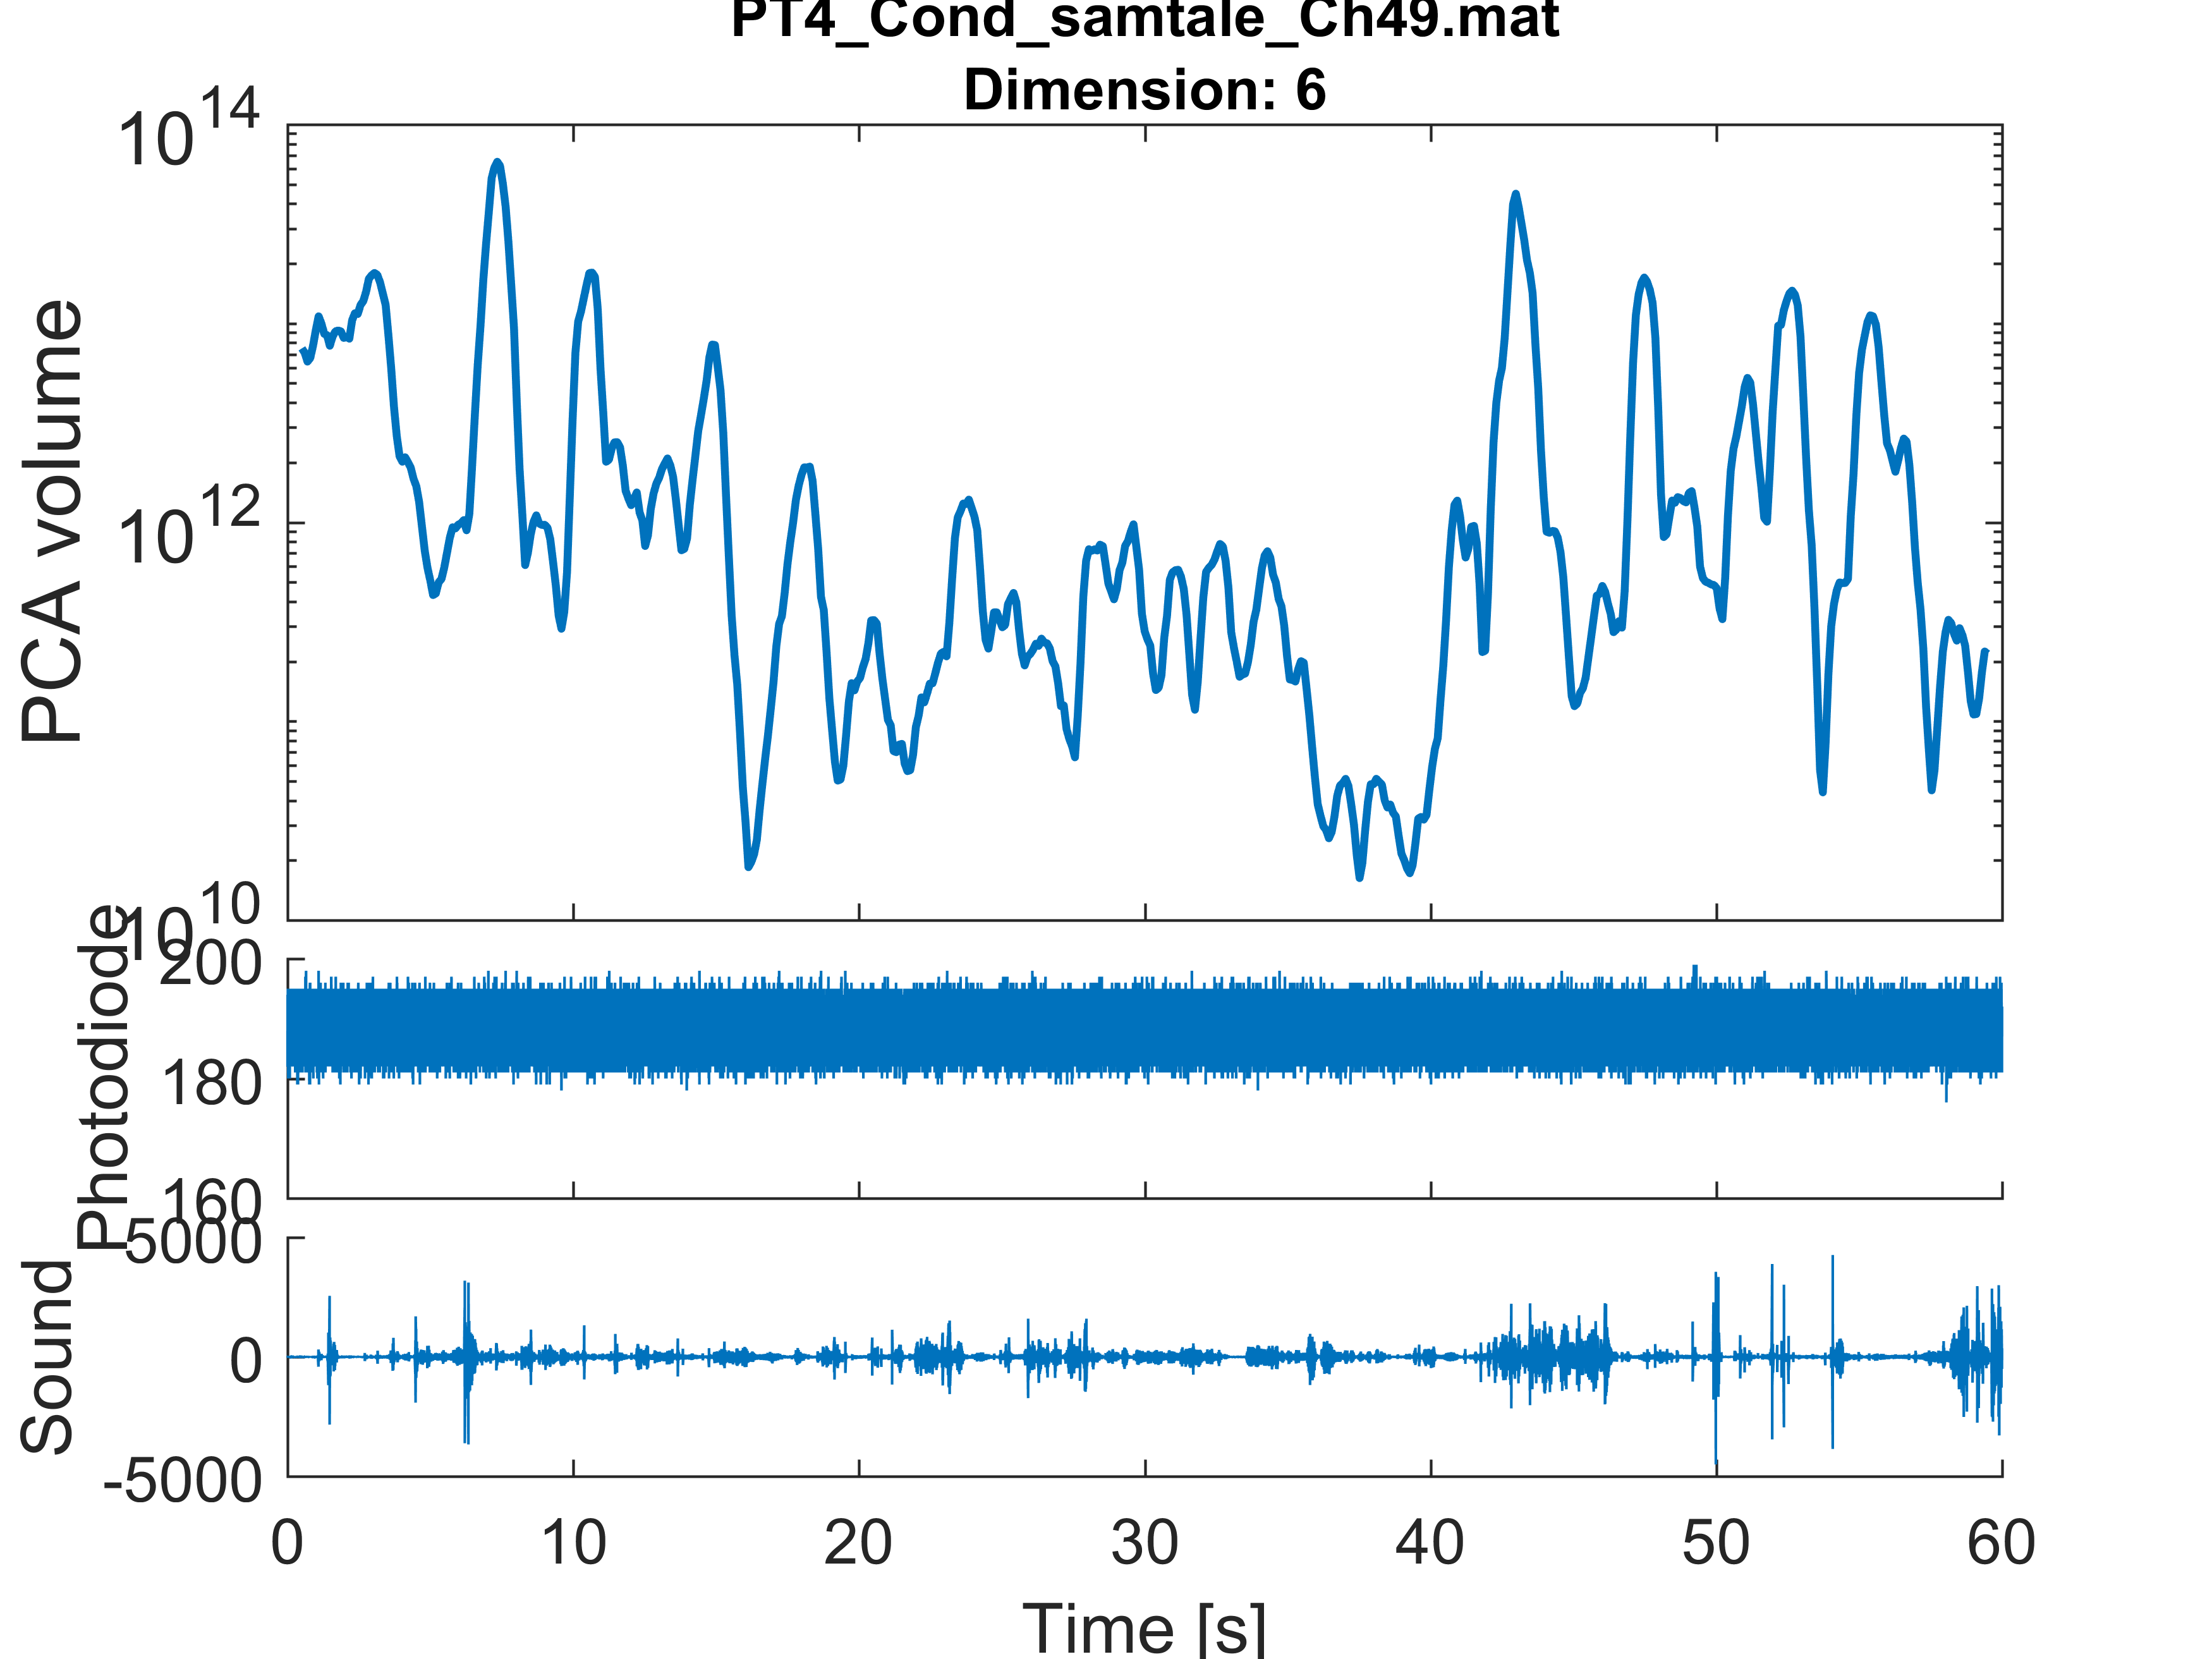 PT4_Cond_samtale_Ch49.mat
Dimension: 6
PCA volume
10^14
10^12
10^10
Photodiode
200
180
160
Sound
5000
0
-5000
0 10 20 30 40 50 60
Time [s]